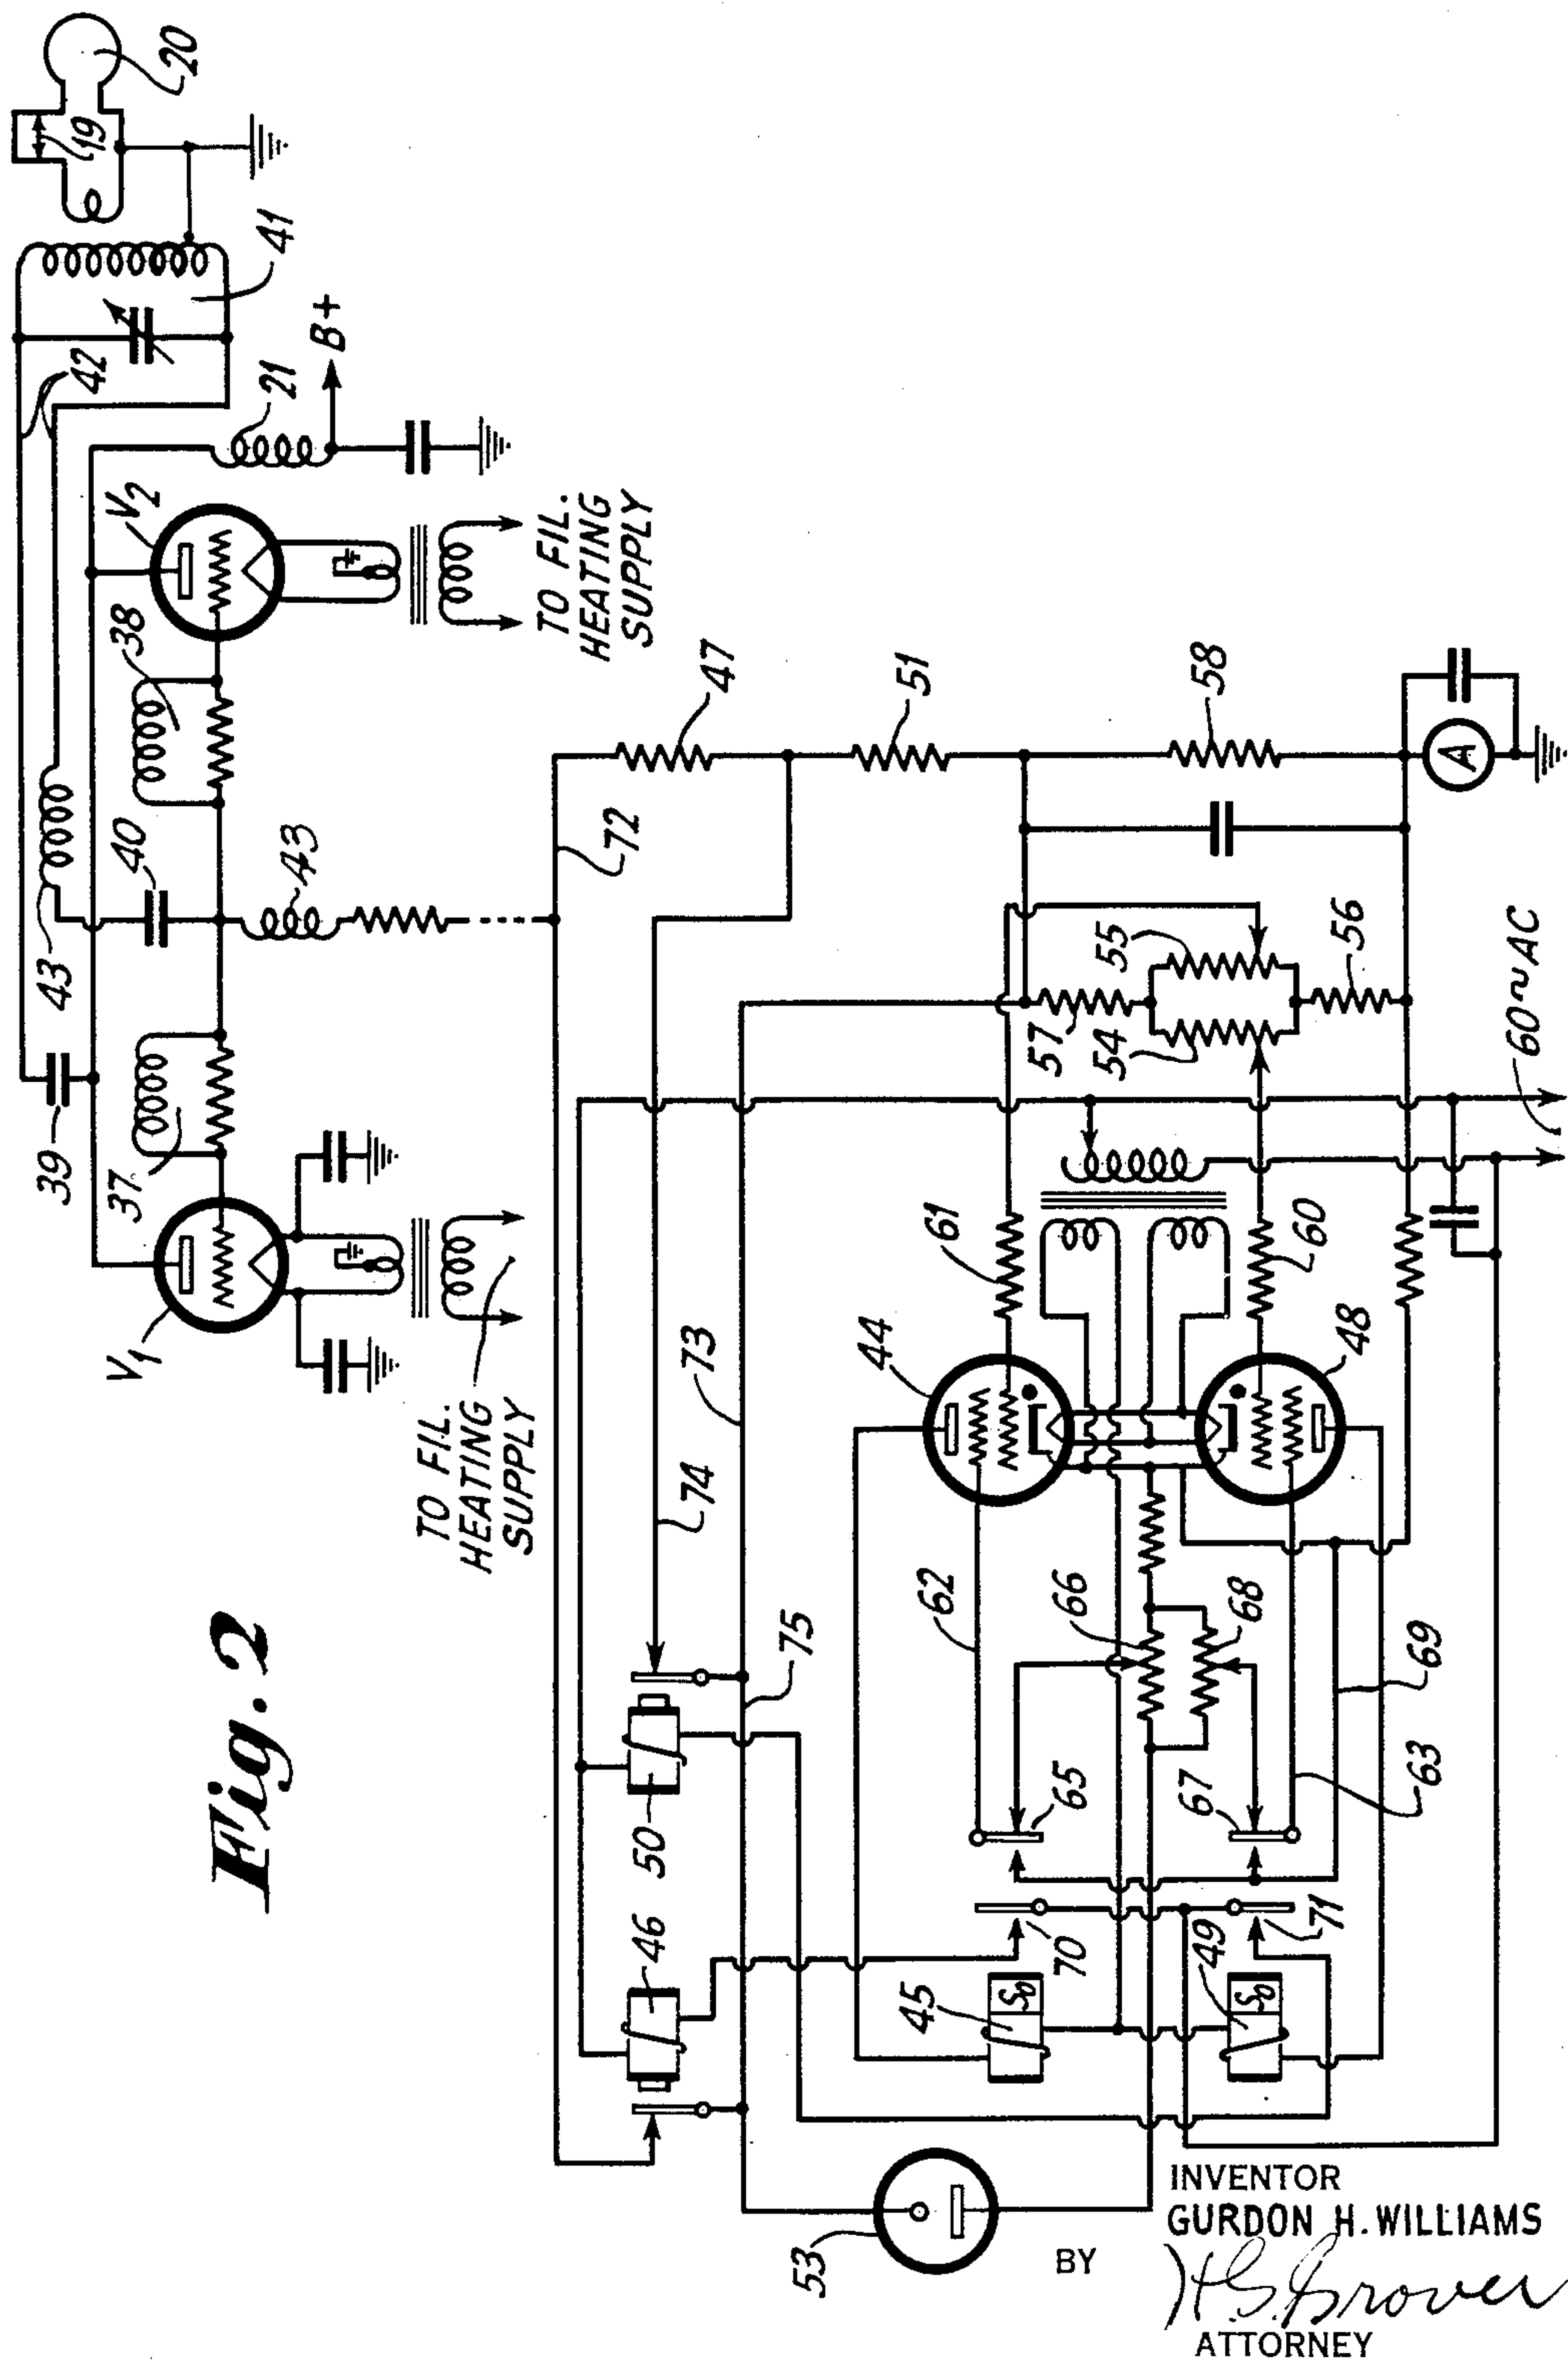 20
19
41
42
B+
21
V2
TO FIL.
HEATING
SUPPLY
38
43
40
43
39
37
V1
TO FIL.
HEATING
SUPPLY
Fig. 2
47
51
58
A
72
55
56
57
54
60~AC
61
60
44
48
73
74
62
66
68
69
75
65
67
63
50
46
70
71
45
So
49
So
53
INVENTOR
GURDON H. WILLIAMS
BY
H.G. Grover
ATTORNEY